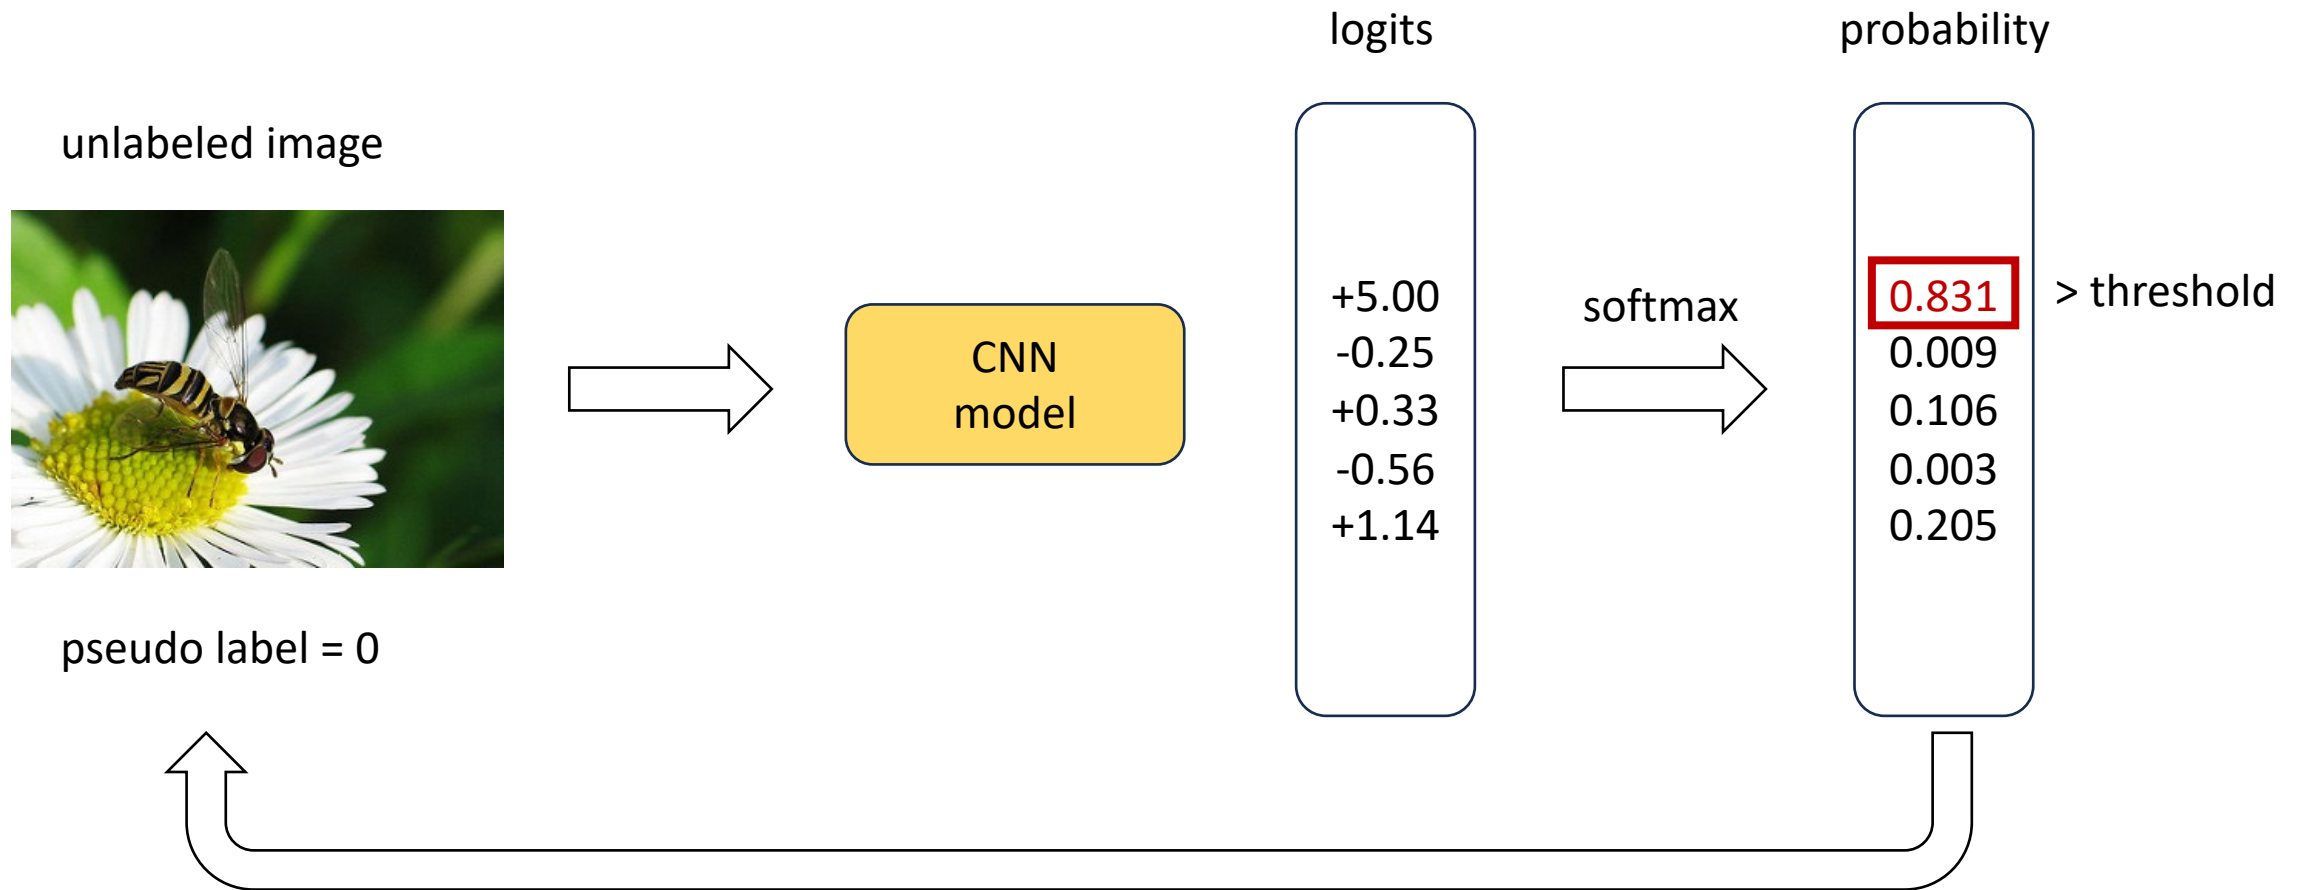 unlabeled image
pseudo label = 0
CNN
model
logits
+5.00
-0.25
+0.33
-0.56
+1.14
softmax
probability
0.831
0.009
0.106
0.003
0.205
> threshold